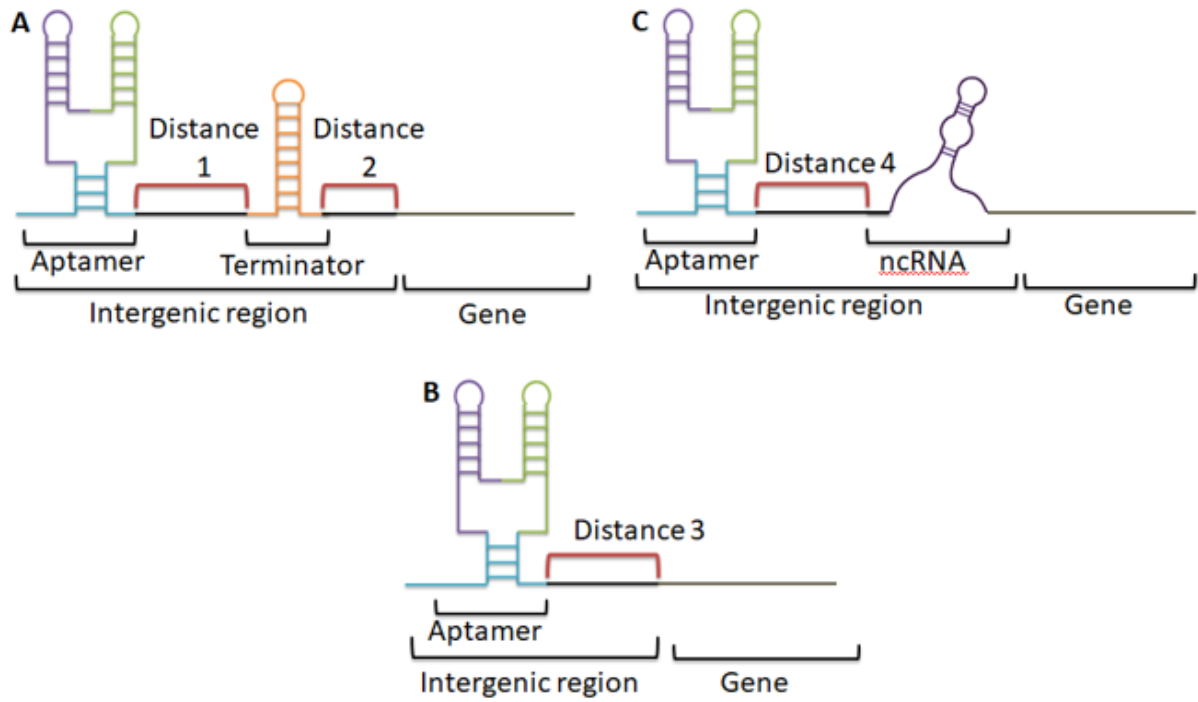 A
Distance
1
Distance
2
Aptamer
Terminator
Intergenic region
Gene
C
Distance 4
Aptamer
ncRNA
Intergenic region
Gene
B
Distance 3
Aptamer
Intergenic region
Gene